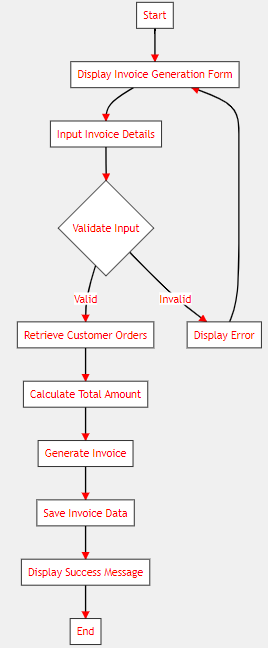 Start
Display Invoice Generation Form
Input Invoice Details
Validate Input
Valid
Invalid
Retrieve Customer Orders
Display Error
Calculate Total Amount
Generate Invoice
Save Invoice Data
Display Success Message
End